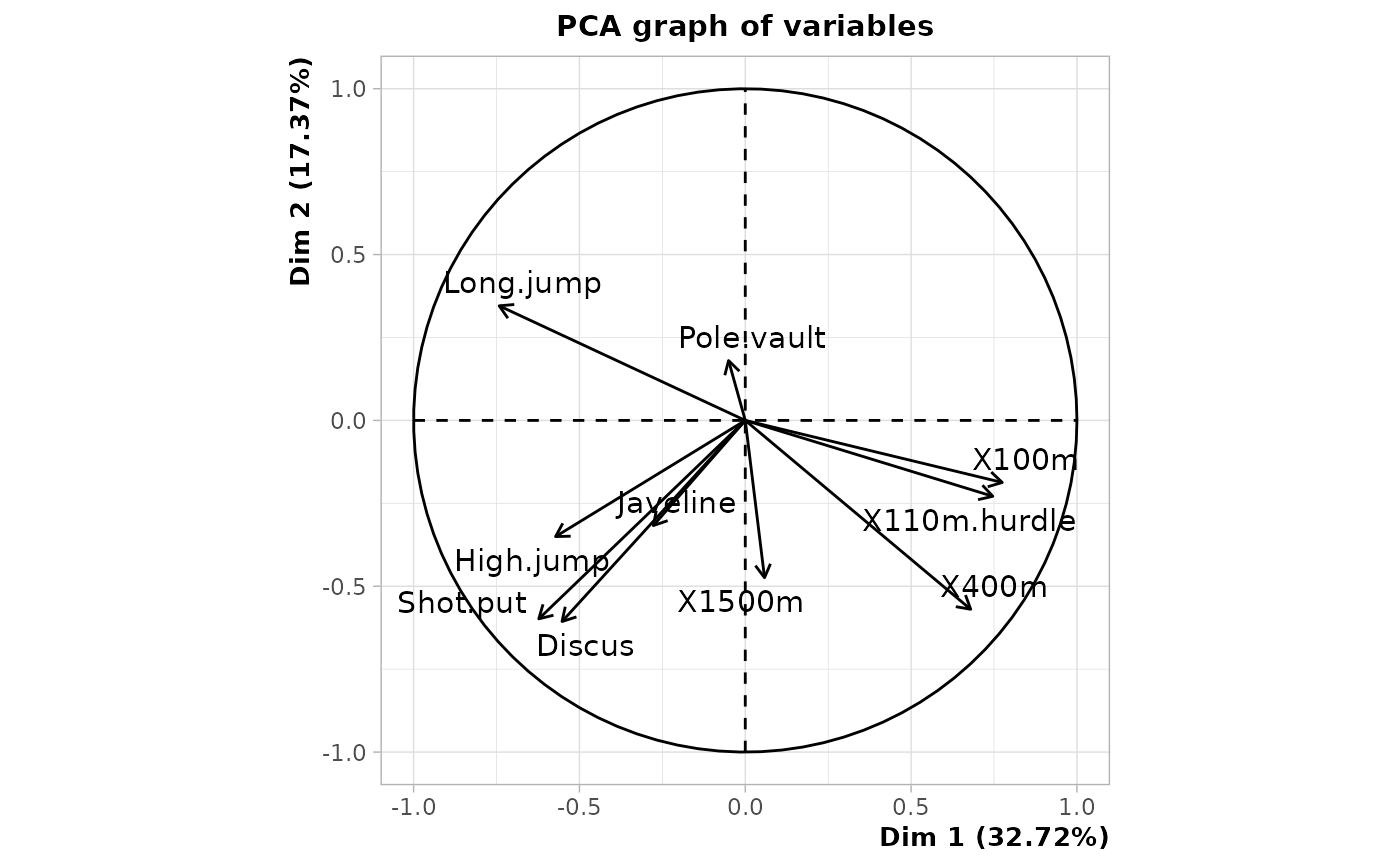 PCA graph of variables
Dim 2 (17.37%)
1.0
0.5
0.0
-0.5
-1.0
Long.jump
Pole.vault
X100m
Javeline
X110m.hurdle
High.jump
X400m
Shot.put
X1500m
Discus
-1.0
-0.5
0.0
0.5
1.0
Dim 1 (32.72%)